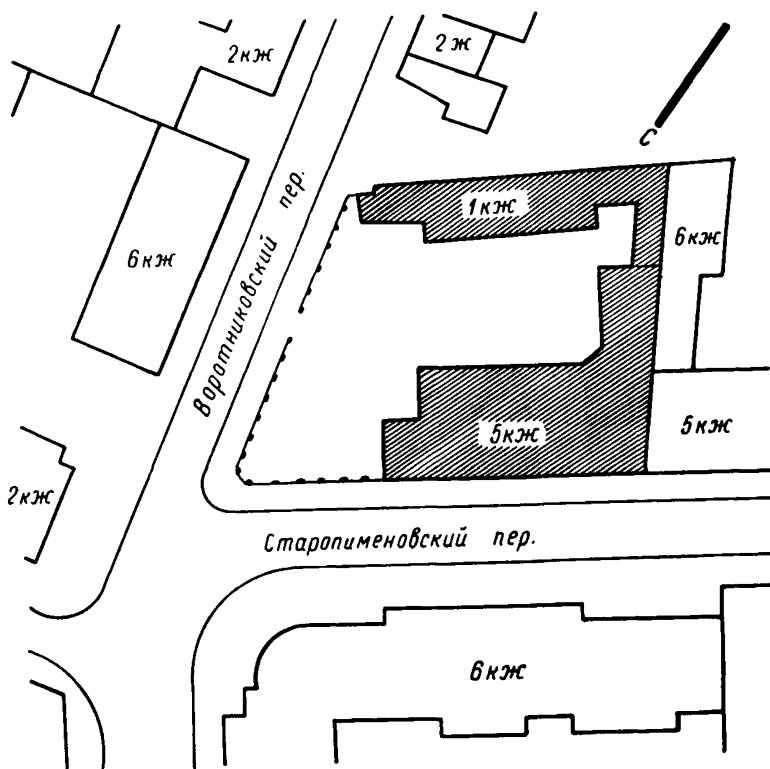 2кж
2ж
С
1кж
6кж
6кж
Воротниковский пер.
5кж
5кж
2кж
Старопименовский пер.
6кж